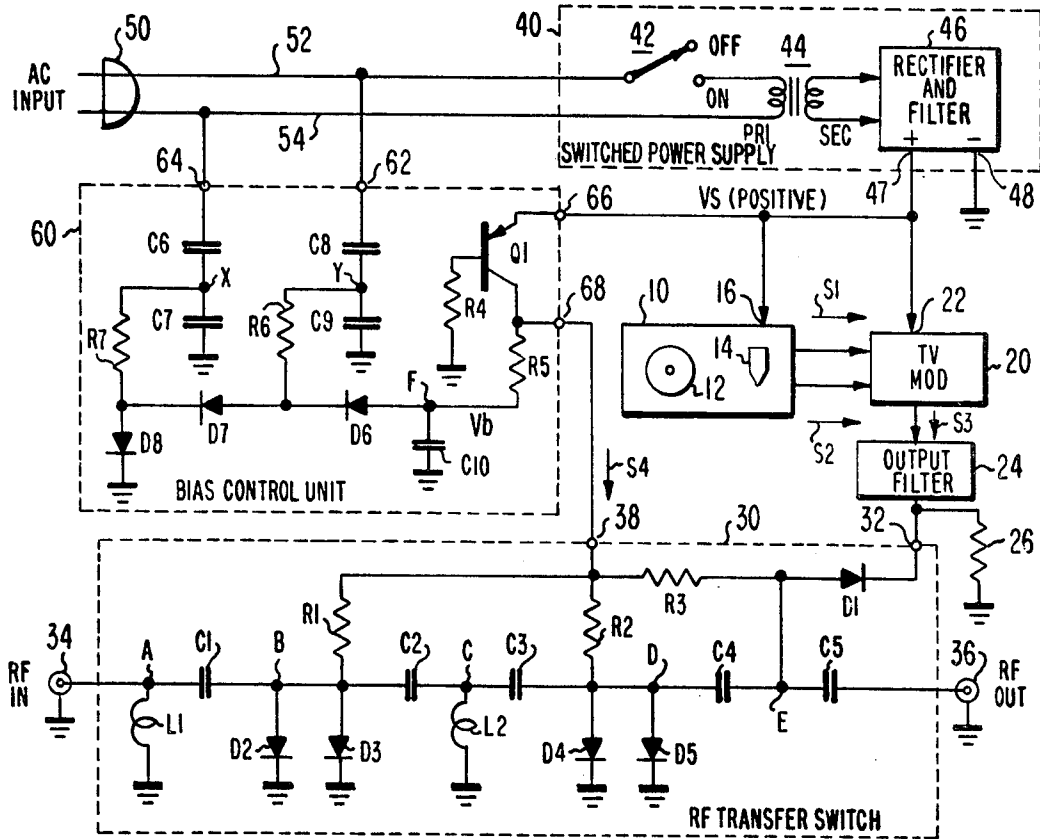 50
52
40
42
OFF
44
46
AC
INPUT
ON
RECTIFIER
AND
FILTER
+ −
54
PRI
SEC
SWITCHED POWER SUPPLY
47
48
64
62
66
VS (POSITIVE)
60
C6
C8
Q1
X
Y
R4
68
10
16
S1
22
C7
R6
C9
R7
R5
14
12
TV
MOD
20
F
D8
D7
D6
Vb
C10
S2
S3
OUTPUT
FILTER
24
BIAS CONTROL UNIT
S4
38
30
32
26
R1
R3
D1
R2
34
RF
IN
A
C1
B
C2
C
C3
D
C4
C5
36
RF
OUT
E
L1
D2
D3
L2
D4
D5
RF TRANSFER SWITCH